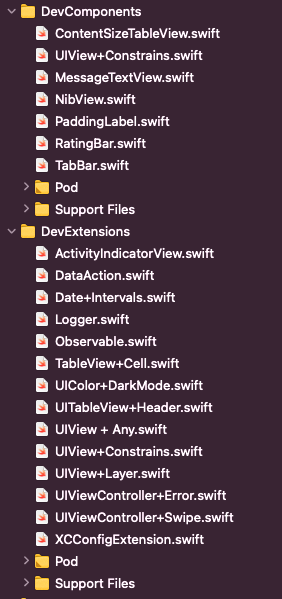 DevComponents
ContentSizeTableView.swift
UIView+Constrains.swift
MessageTextView.swift
NibView.swift
PaddingLabel.swift
RatingBar.swift
TabBar.swift
Pod
Support Files
DevExtensions
ActivityIndicatorView.swift
DataAction.swift
Date+Intervals.swift
Logger.swift
Observable.swift
TableView+Cell.swift
UIColor+DarkMode.swift
UITableView+Header.swift
UIView + Any.swift
UIView+Constrains.swift
UIView+Layer.swift
UIViewController+Error.swift
UIViewController+Swipe.swift
XCConfigExtension.swift
Pod
Support Files